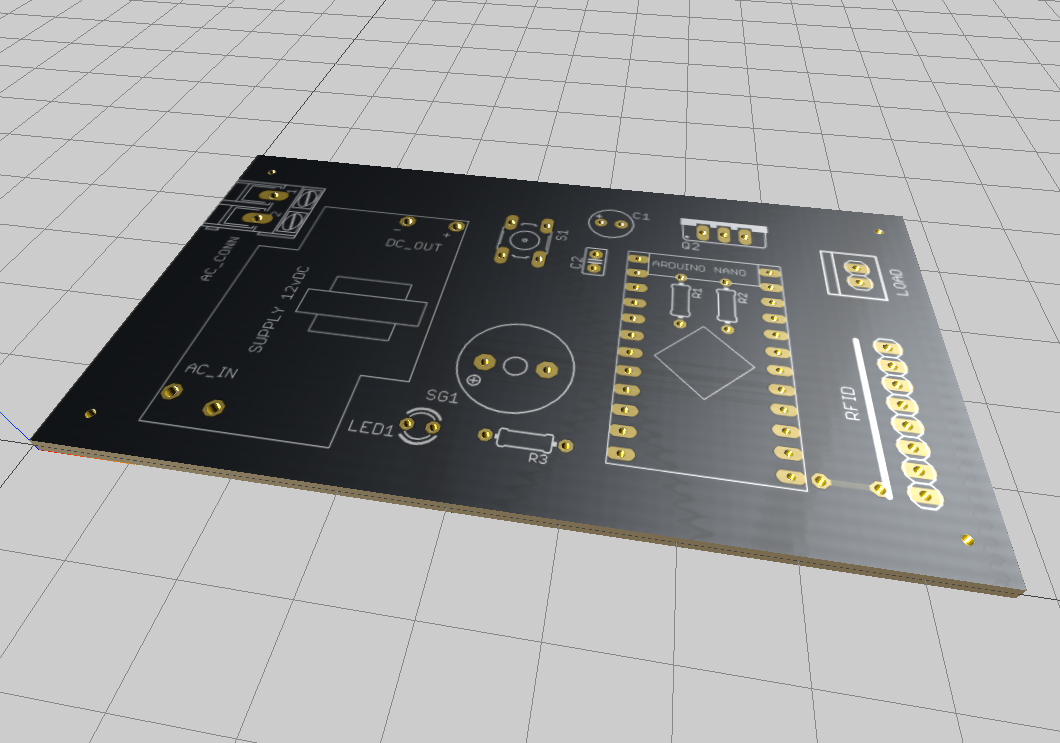 AC_CONN
DC_OUT
-
+
SUPPLY 12vDC
AC_IN
S1
+
C1
C2
Q2
ARDUINO NANO
R1
R2
LOAD
SG1
LED1
R3
RFID